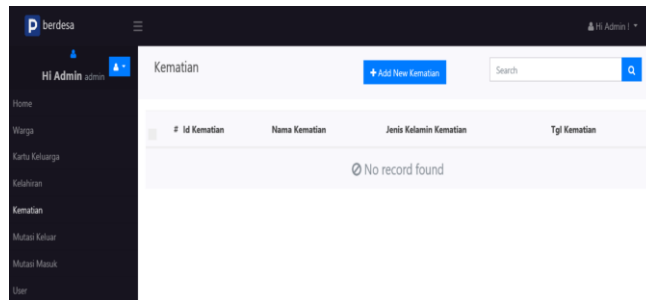 berdesa
Hi Admin !
Hi Admin admin
Home
Warga
Kartu Keluarga
Kelahiran
Kematian
Mutasi Keluar
Mutasi Masuk
User
Kematian
+ Add New Kematian
Search
# Id Kematian Nama Kematian Jenis Kelamin Kematian Tgl Kematian
No record found